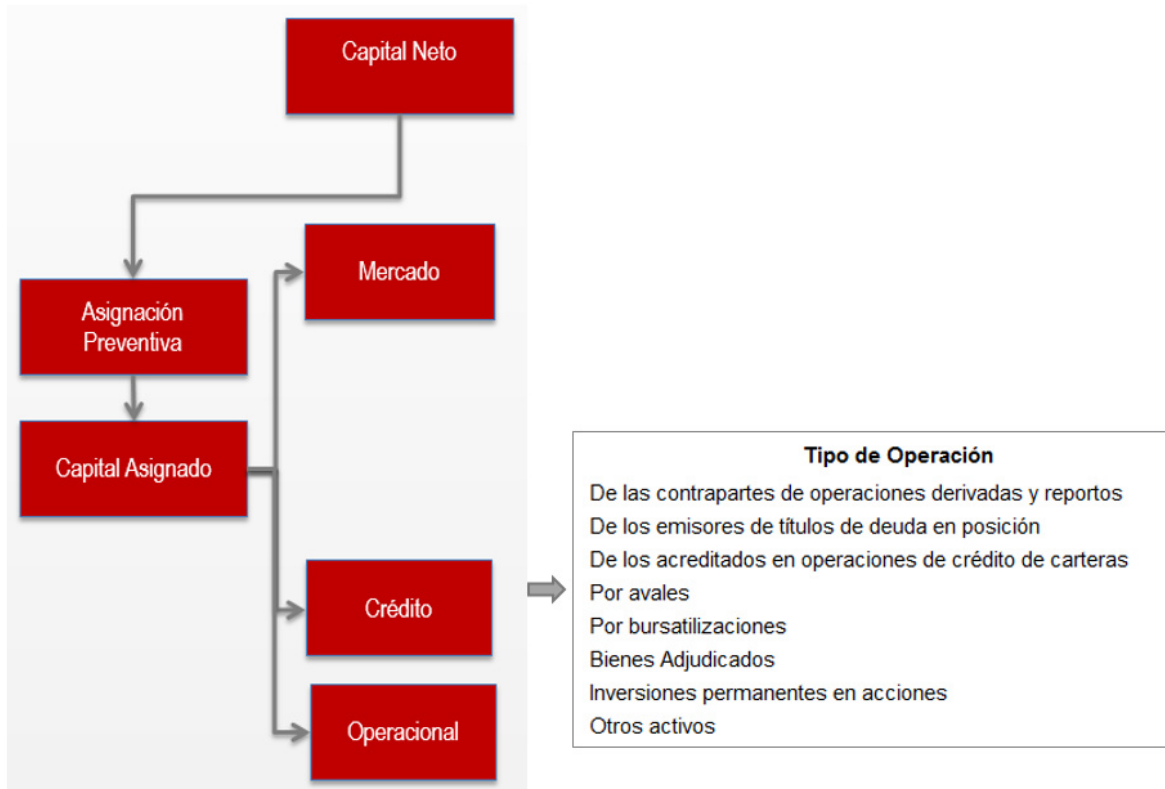 Capital Neto
Mercado
Asignación
Preventiva
Capital Asignado
Crédito
Operacional
Tipo de Operación
De las contrapartes de operaciones derivadas y reportos
De los emisores de títulos de deuda en posición
De los acreditados en operaciones de crédito de carteras
Por avales
Por bursatilizaciones
Bienes Adjudicados
Inversiones permanentes en acciones
Otros activos